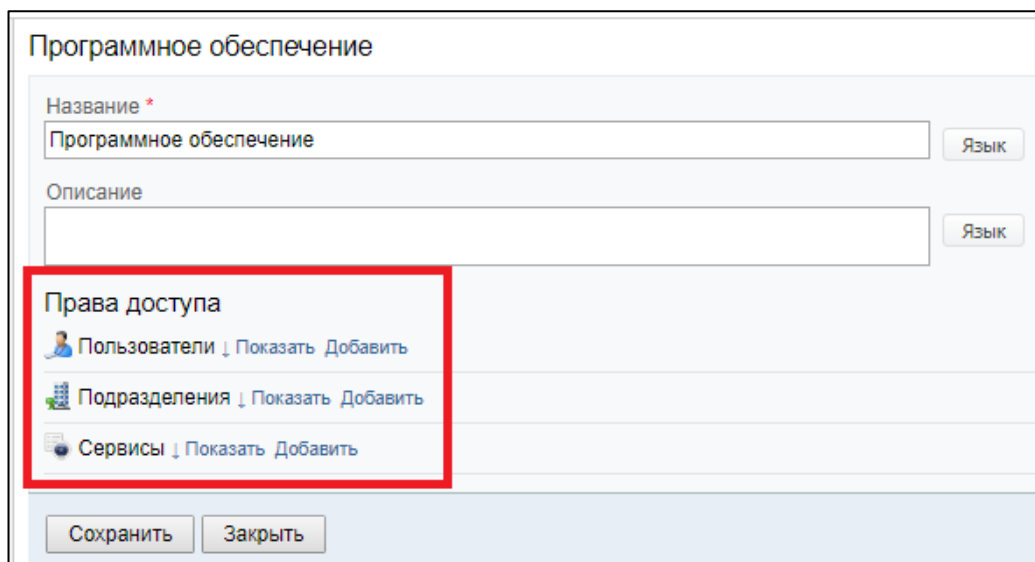 Программное обеспечение
Название *
Программное обеспечение
Язык
Описание
Язык
Права доступа
Пользователи ↓ Показать Добавить
Подразделения ↓ Показать Добавить
Сервисы ↓ Показать Добавить
Сохранить Закрыть